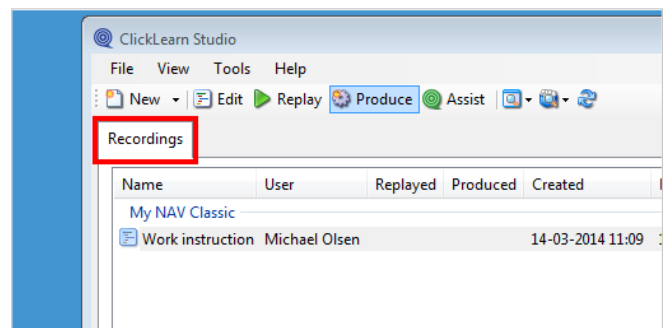 ClickLearn Studio
File View Tools Help
New Edit Replay Produce Assist
Recordings
Name User Replayed Produced Created
My NAV Classic
Work instruction Michael Olsen 14-03-2014 11:09